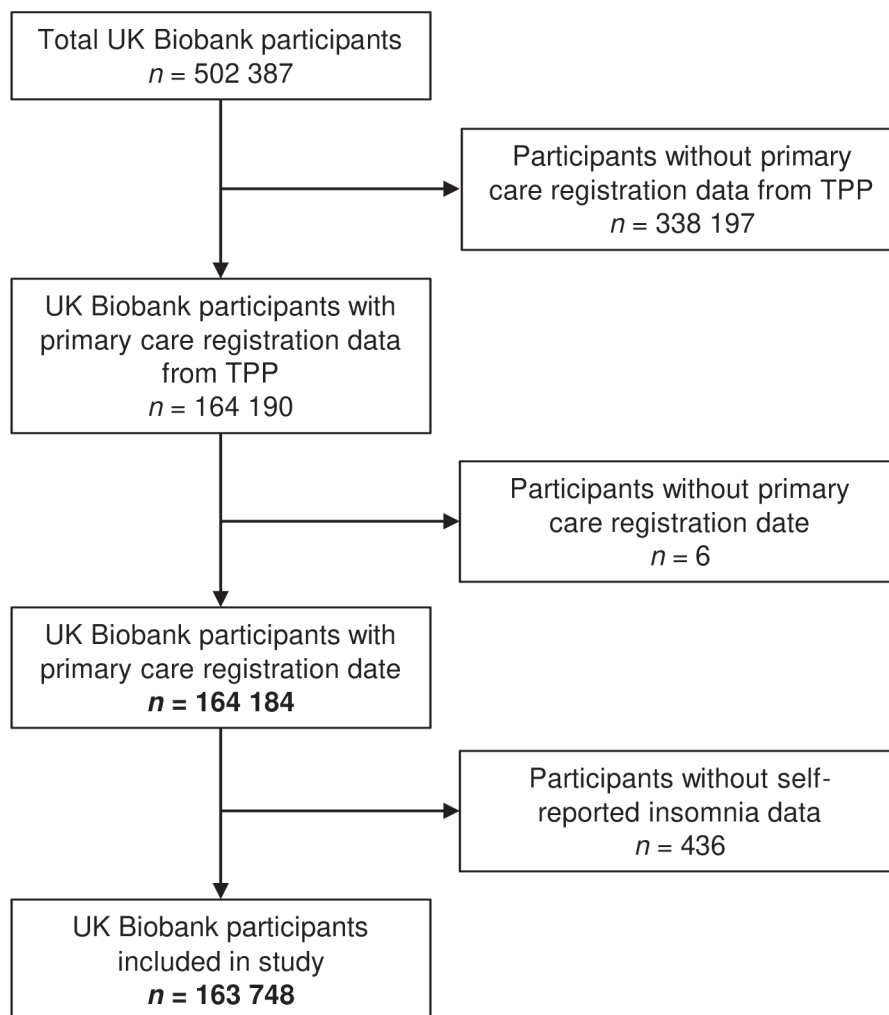 Total UK Biobank participants
n = 502 387
Participants without primary
care registration data from TPP
n = 338 197
UK Biobank participants with
primary care registration data
from TPP
n = 164 190
Participants without primary
care registration date
n = 6
UK Biobank participants with
primary care registration date
n = 164 184
Participants without self-
reported insomnia data
n = 436
UK Biobank participants
included in study
n = 163 748